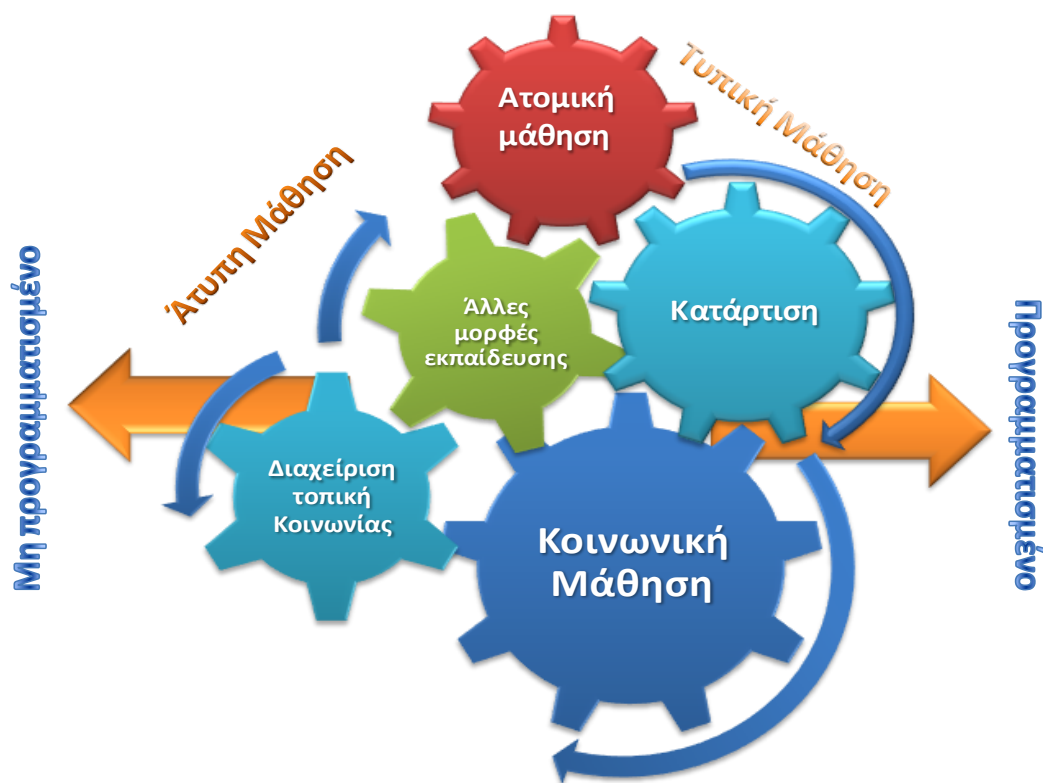 Ατομική
μάθηση
Τυπική Μάθηση
Άτυπη Μάθηση
Μη προγραμματισμένο
Προγραμματισμένο
Άλλες
μορφές
εκπαίδευσης
Κατάρτιση
Διαχείριση
τοπική
Κοινωνίας
Κοινωνική
Μάθηση